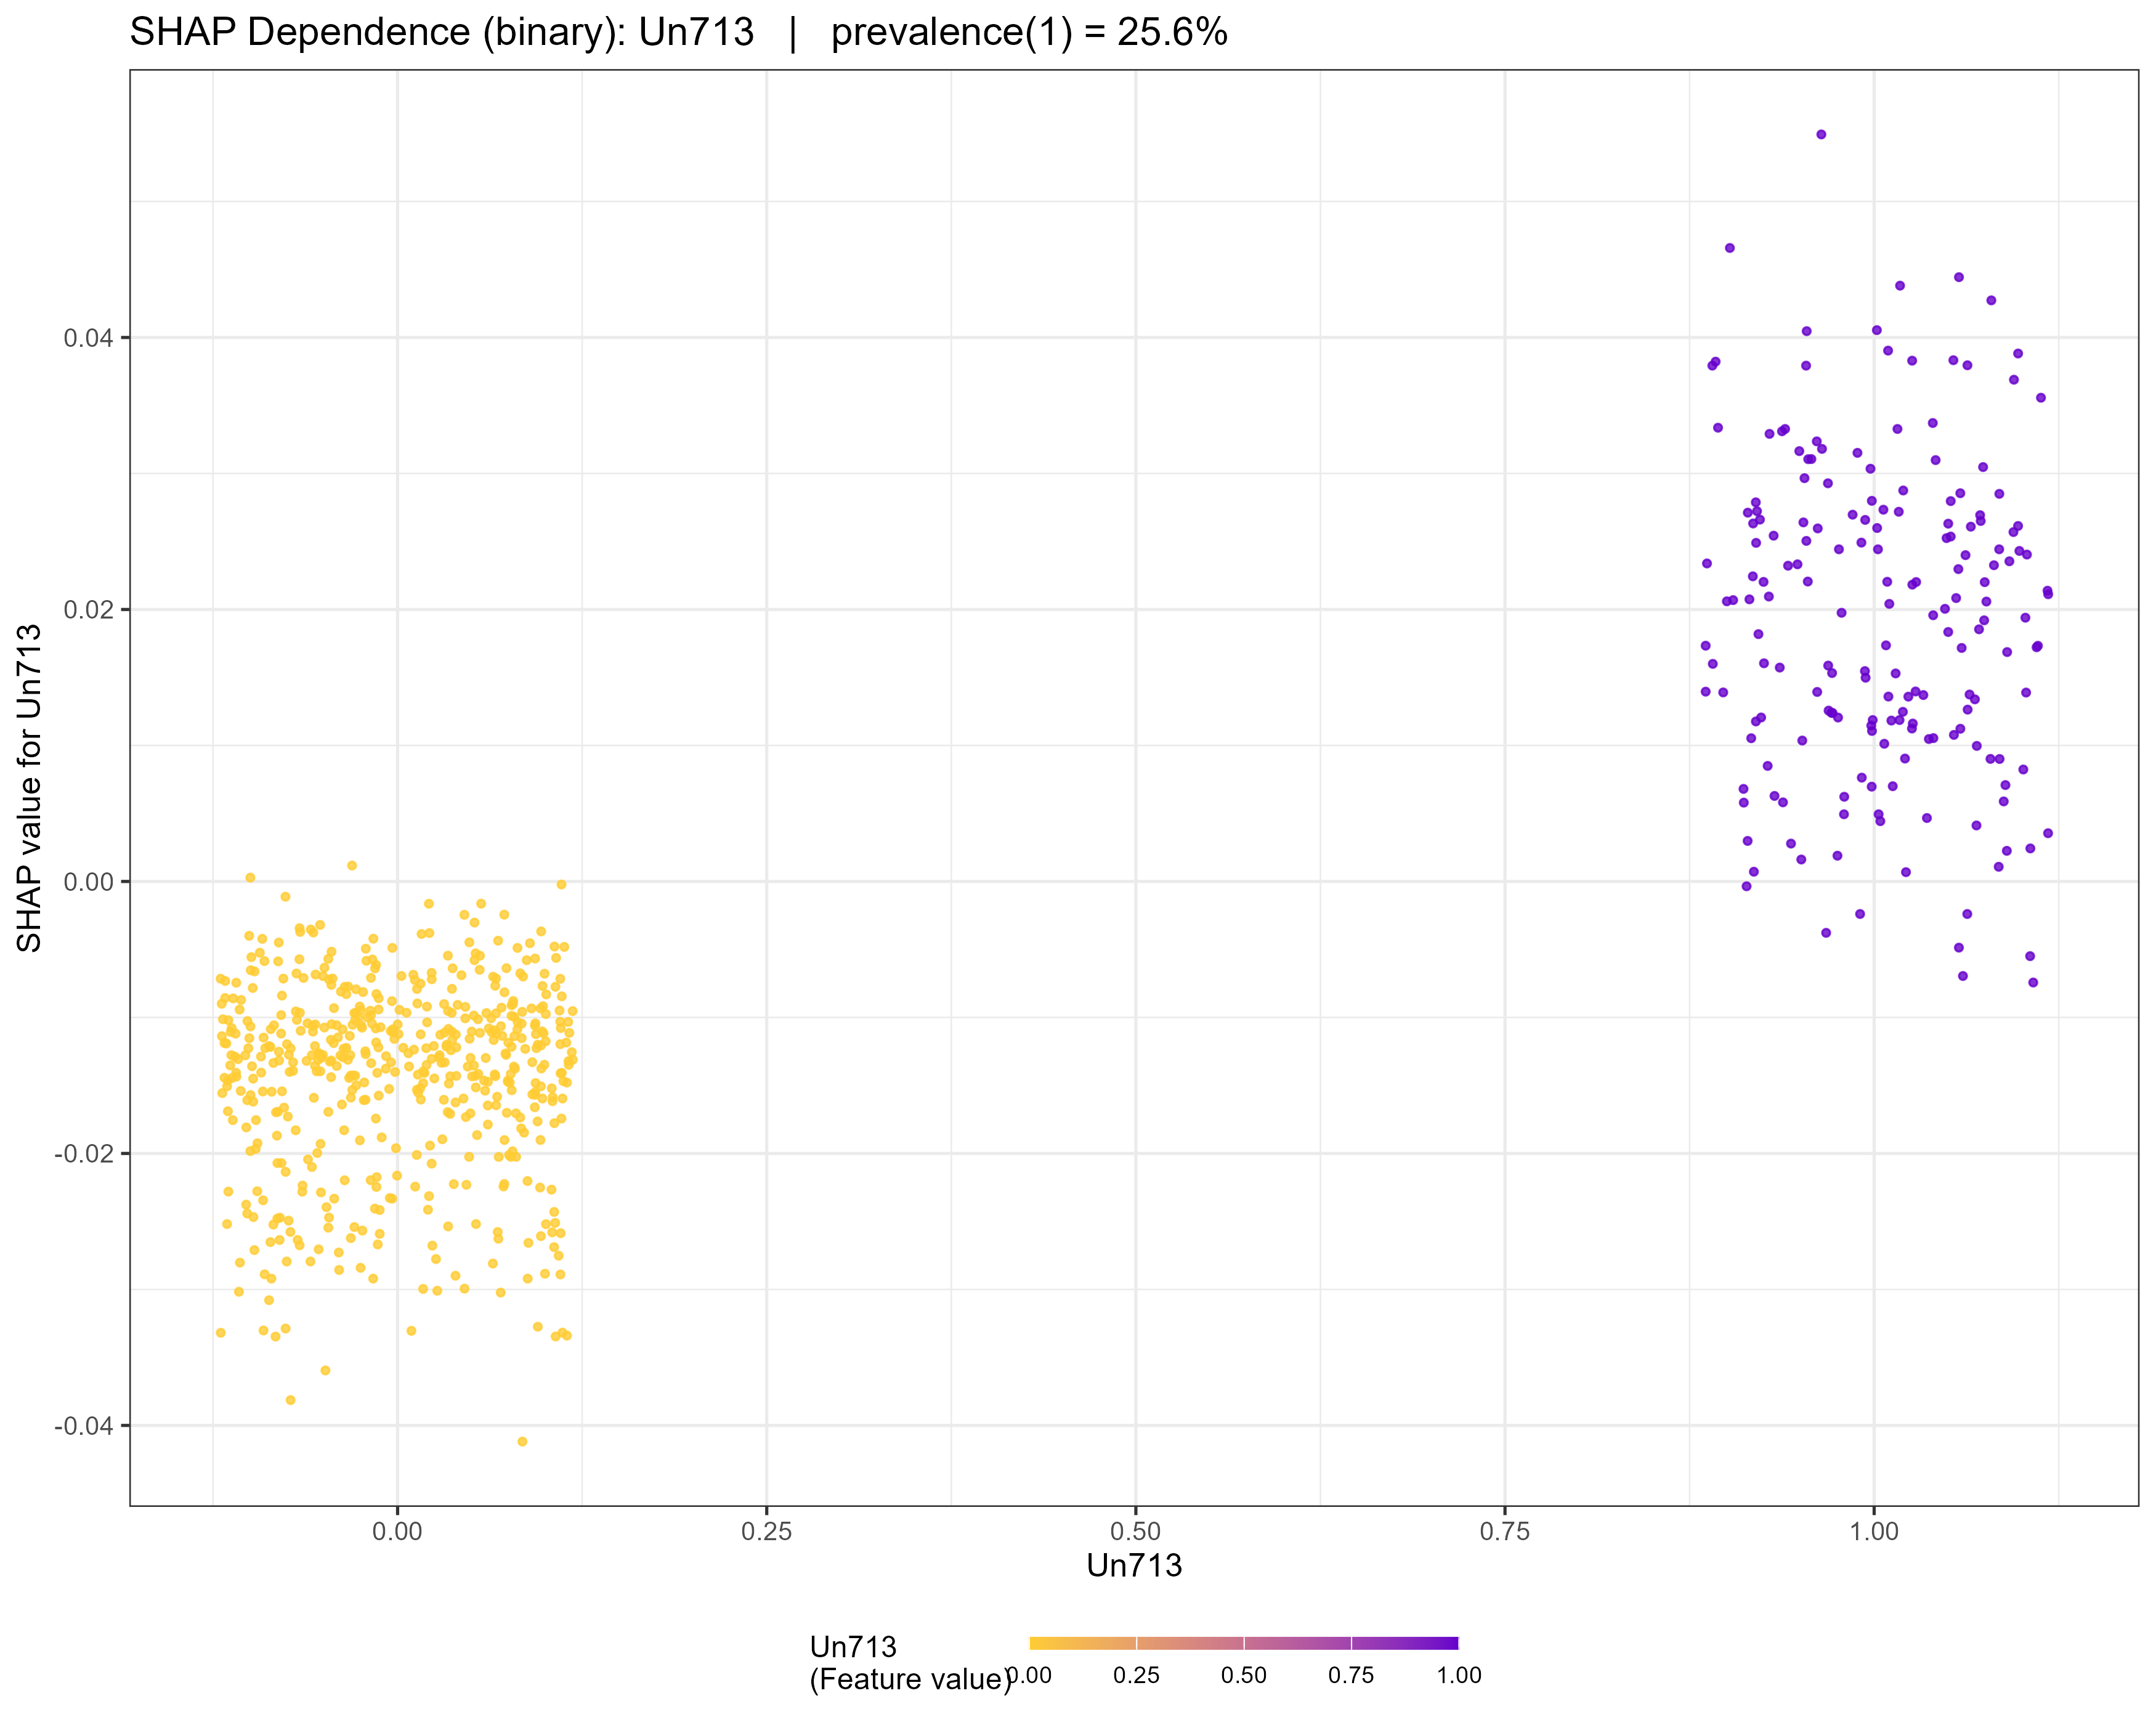 SHAP Dependence (binary): Un713 | prevalence(1) = 25.6%
SHAP value for Un713
0.04
0.02
0.00
-0.02
-0.04
0.00 0.25 0.50 0.75 1.00
Un713
Un713
(Feature value)
0.00 0.25 0.50 0.75 1.00